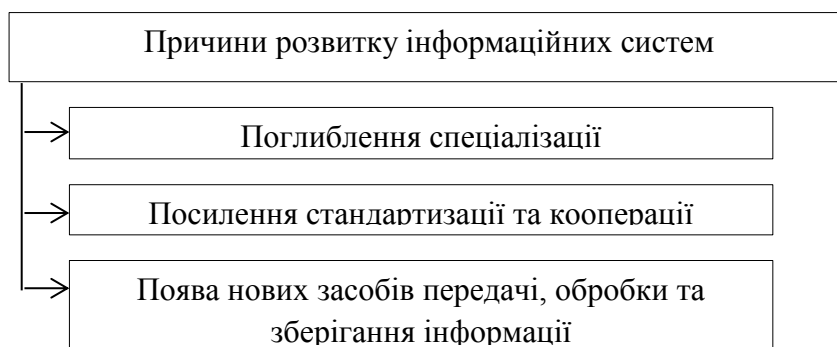 Причини розвитку інформаційних систем
Поглиблення спеціалізації
Посилення стандартизації та кооперації
Поява нових засобів передачі, обробки та
зберігання інформації